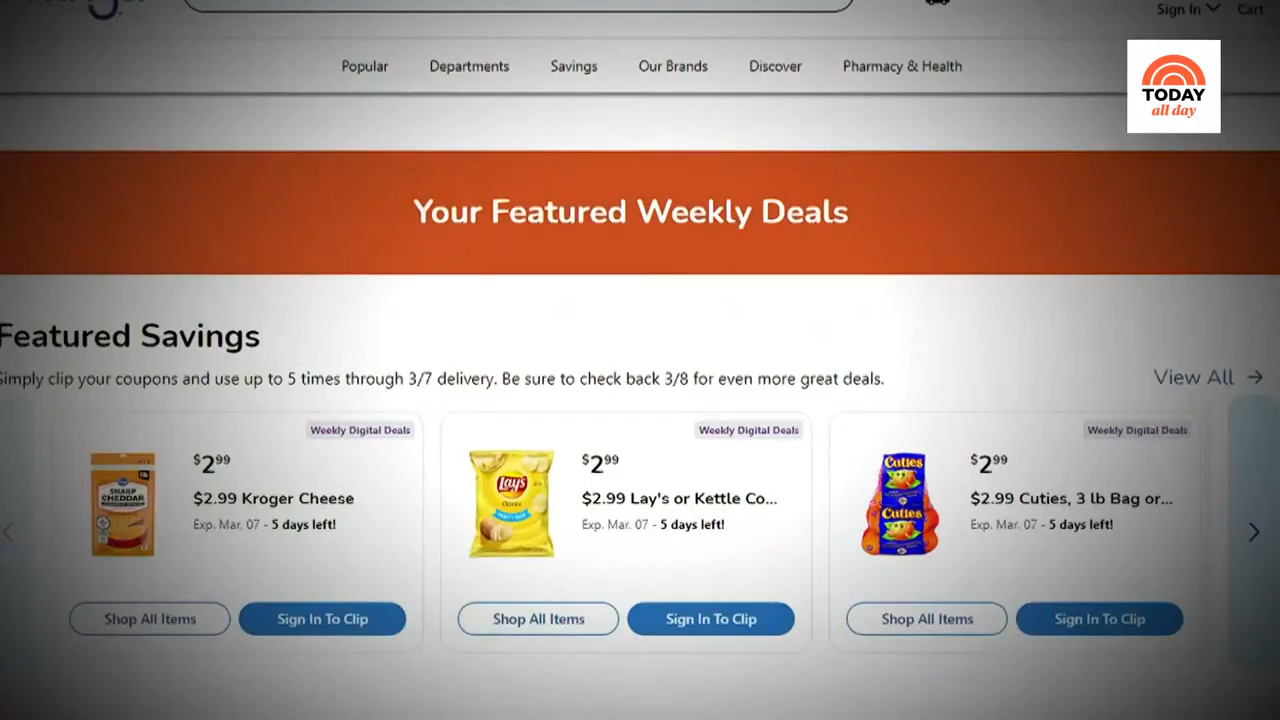 Sign In
Cart
Popular
Departments
Savings
Our Brands
Discover
Pharmacy & Health
TODAY
all day
Your Featured Weekly Deals
Featured Savings
Simply clip your coupons and use up to 5 times through 3/7 delivery. Be sure to check back 3/8 for even more great deals.
View All
Weekly Digital Deals
$2.99
$2.99 Kroger Cheese
Exp. Mar. 07 - 5 days left!
SHARP
CHEDDAR
Shop All Items
Sign In To Clip
Weekly Digital Deals
$2.99
$2.99 Lay's or Kettle Co...
Exp. Mar. 07 - 5 days left!
Lay's
Classic
Shop All Items
Sign In To Clip
Weekly Digital Deals
$2.99
$2.99 Cuties, 3 lb Bag or...
Exp. Mar. 07 - 5 days left!
Cuties
Cuties
Shop All Items
Sign In To Clip